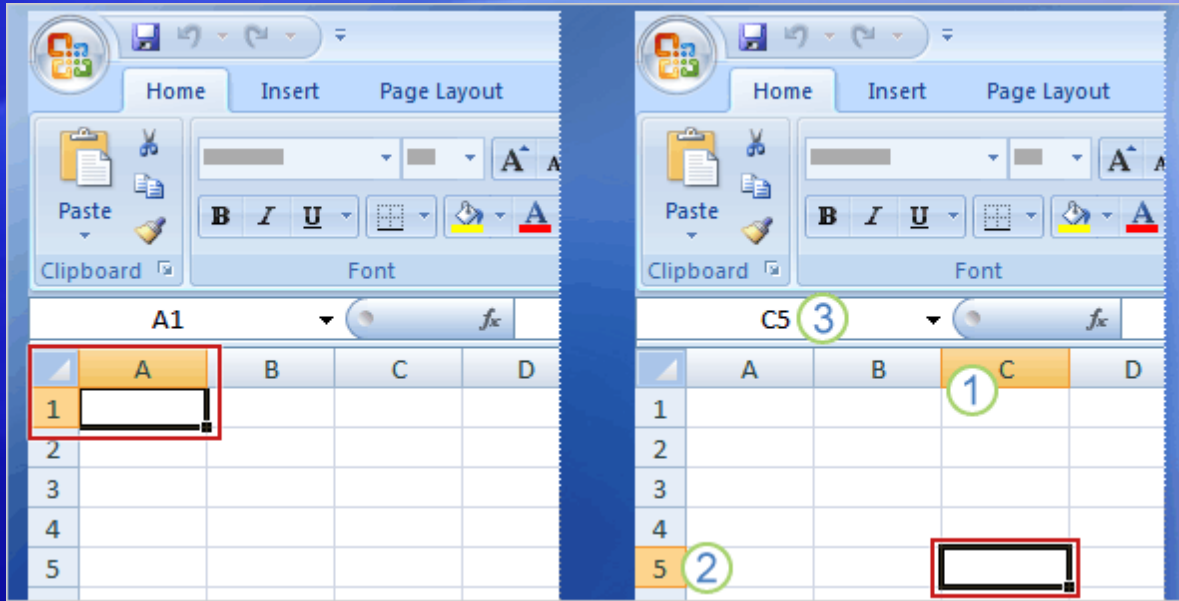 Home Insert Page Layout
A A
Paste
B I U A
Clipboard Font
A1 fx
A B C D
1
2
3
4
5
Home Insert Page Layout
A A
Paste
B I U A
Clipboard Font
C5 3 fx
A B C D
1
1
2
3
4
5 2